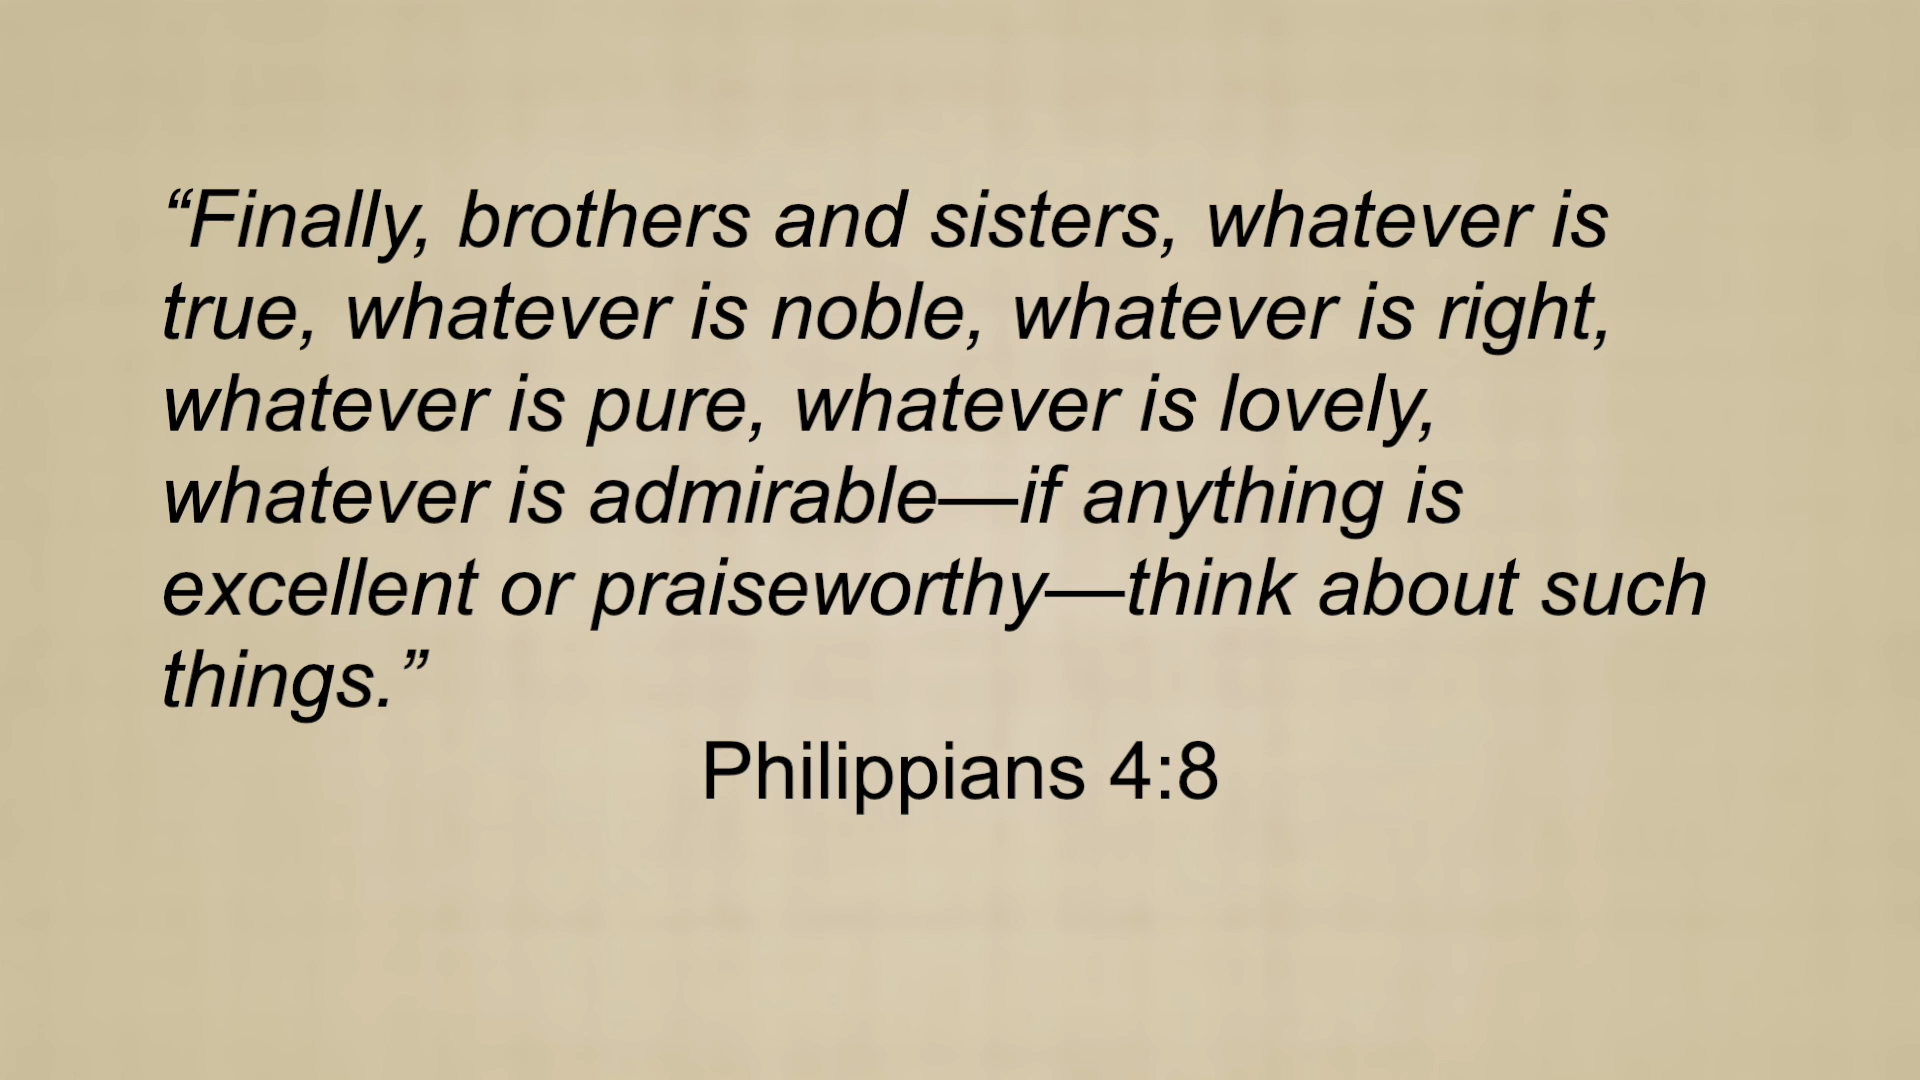 “Finally, brothers and sisters, whatever is
true, whatever is noble, whatever is right,
whatever is pure, whatever is lovely,
whatever is admirable—if anything is
excellent or praiseworthy—think about such
things.”
Philippians 4:8